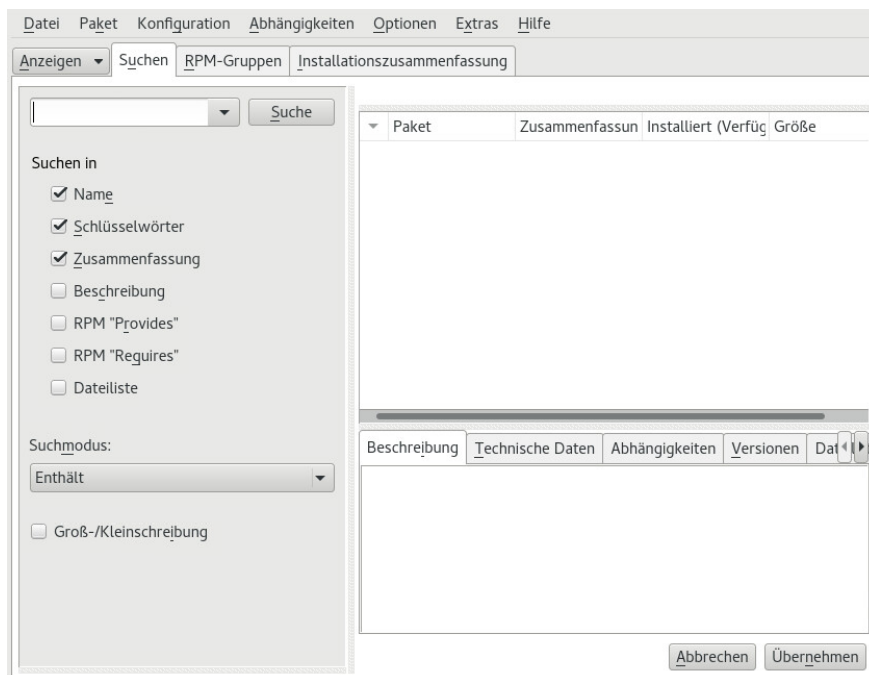 Datei Paket Konfiguration Abhängigkeiten Optionen Extras Hilfe
Anzeigen Suchen RPM-Gruppen Installationszusammenfassung
Suche
Suchen in
Name
Schlüsselwörter
Zusammenfassung
Beschreibung
RPM "Provides"
RPM "Requires"
Dateiliste
Suchmodus:
Enthält
Groß-/Kleinschreibung
Paket Zusammenfassun Installiert (Verfüg Größe
Beschreibung Technische Daten Abhängigkeiten Versionen Dat
Abbrechen Übernehmen